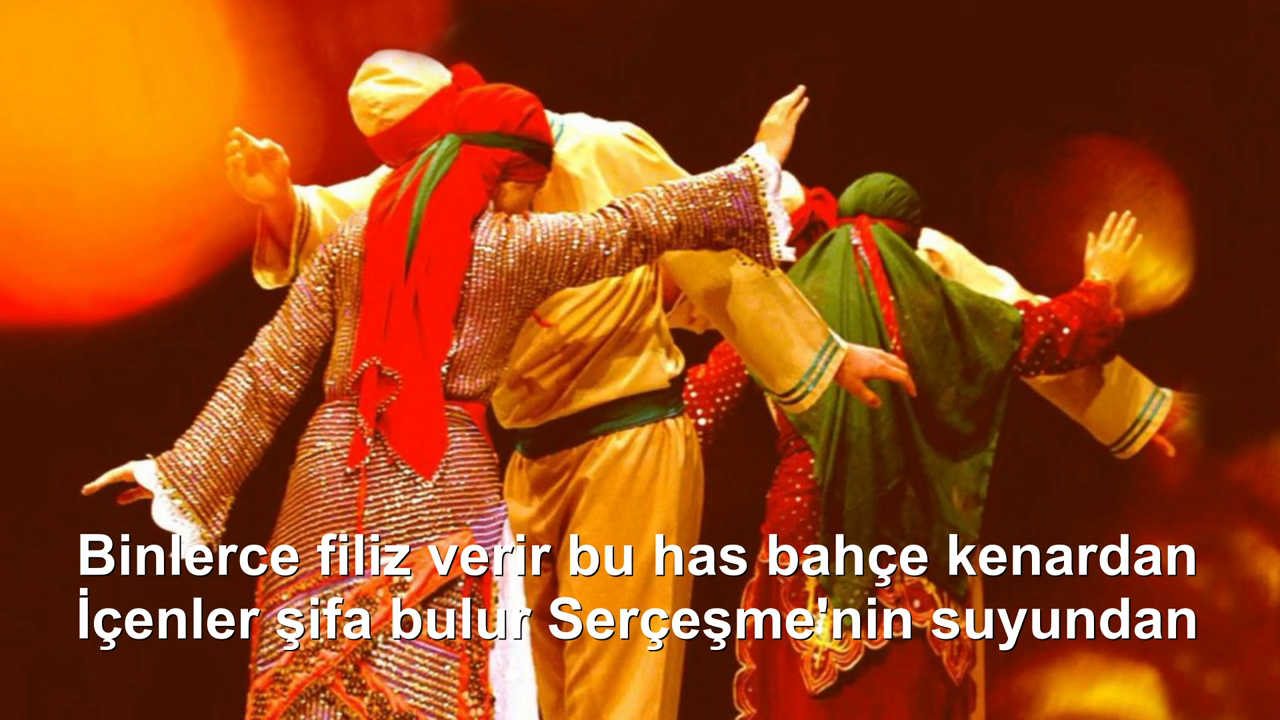 Binlerce filiz verir bu has bahçe kenardan
İçenler şifa bulur Serçeşme'nin suyundan